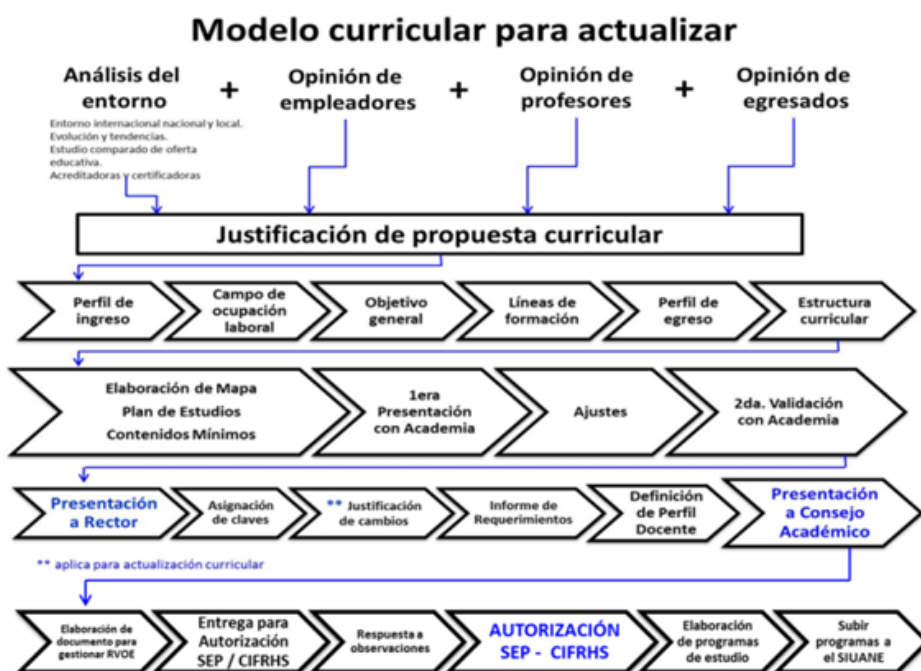 Modelo curricular para actualizar
Análisis del
entorno
Entorno internacional nacional y local.
Evolución y tendencias.
Estudio comparado de oferta
educativa.
Acreditadoras y certificadoras
+
Opinión de
empleadores
+
Opinión de
profesores
+
Opinión de
egresados
Justificación de propuesta curricular
Perfil de
ingreso
Campo de
ocupación
laboral
Objetivo
general
Líneas de
formación
Perfil de
egreso
Estructura
curricular
Elaboración de Mapa
Plan de Estudios
Contenidos Mínimos
1era
Presentación
con Academia
Ajustes
2da. Validación
con Academia
Presentación
a Rector
Asignación
de claves
** Justificación
de cambios
Informe de
Requerimientos
Definición
de Perfil
Docente
Presentación
a Consejo
Académico
** aplica para actualización curricular
Elaboración de
documento para
gestionar RVOE
Entrega para
Autorización
SEP / CIFRHS
Respuesta a
observaciones
AUTORIZACIÓN
SEP - CIFRHS
Elaboración
de programas
de estudio
Subir
programas a
el SIUANE